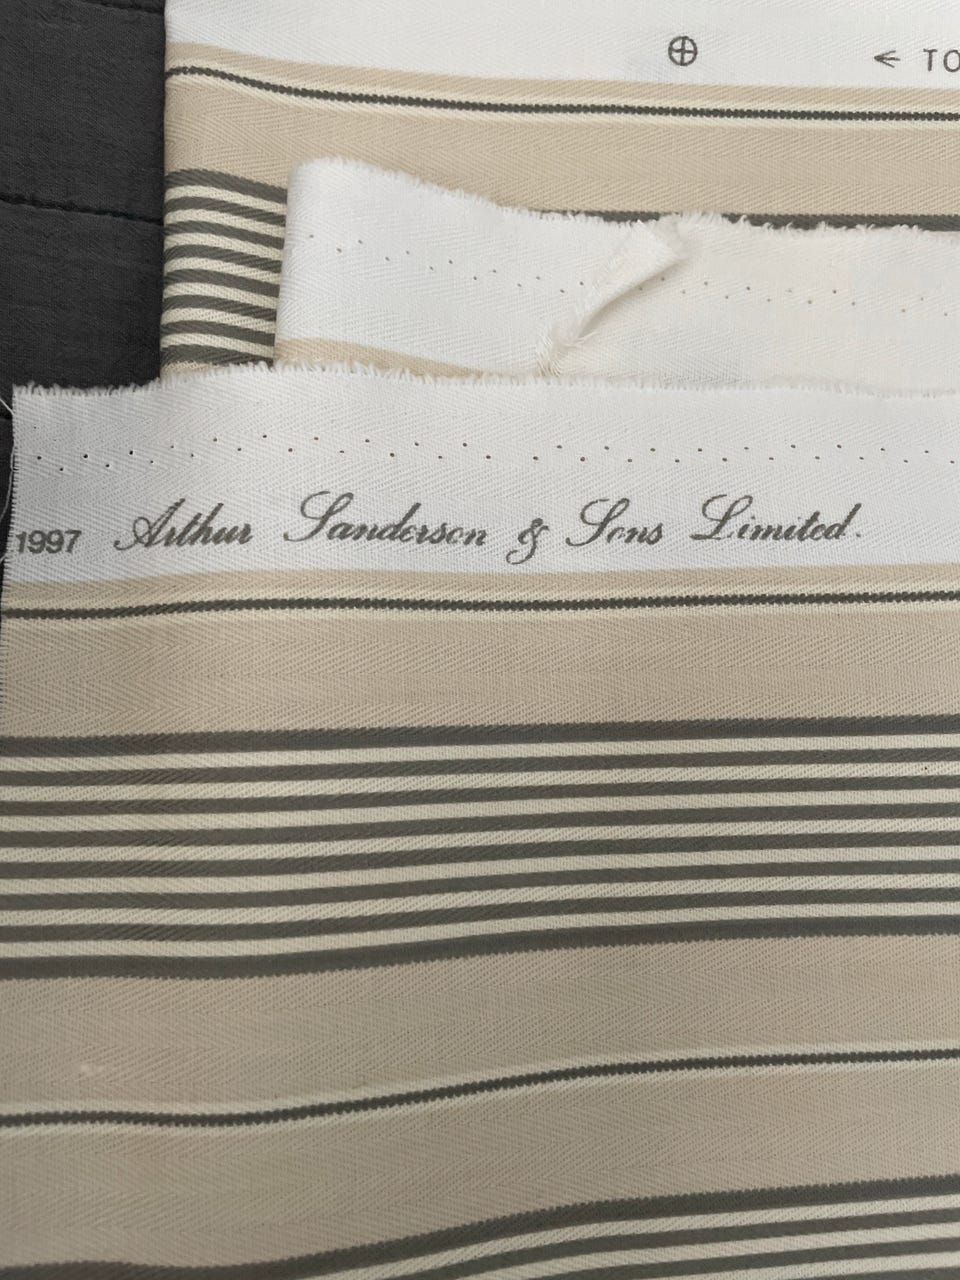 ← TO
1997 Arthur Sanderson & Sons Limited.